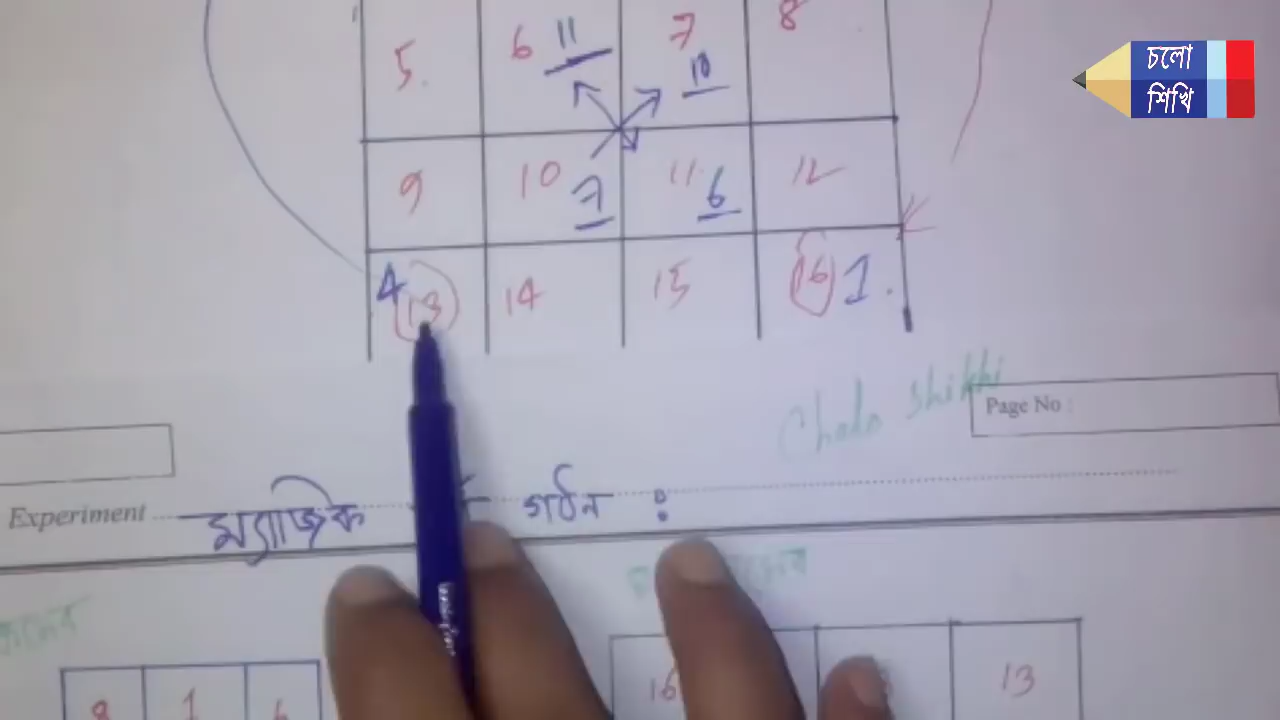 চলো
শিখি
5. 6 11 7 8
10
9 10 7 11 6 12
4 13 14 15 16 1.
Chalo Shikhi
Page No :
Experiment ম্যাজিক গঠন :
8 1 6 16 13